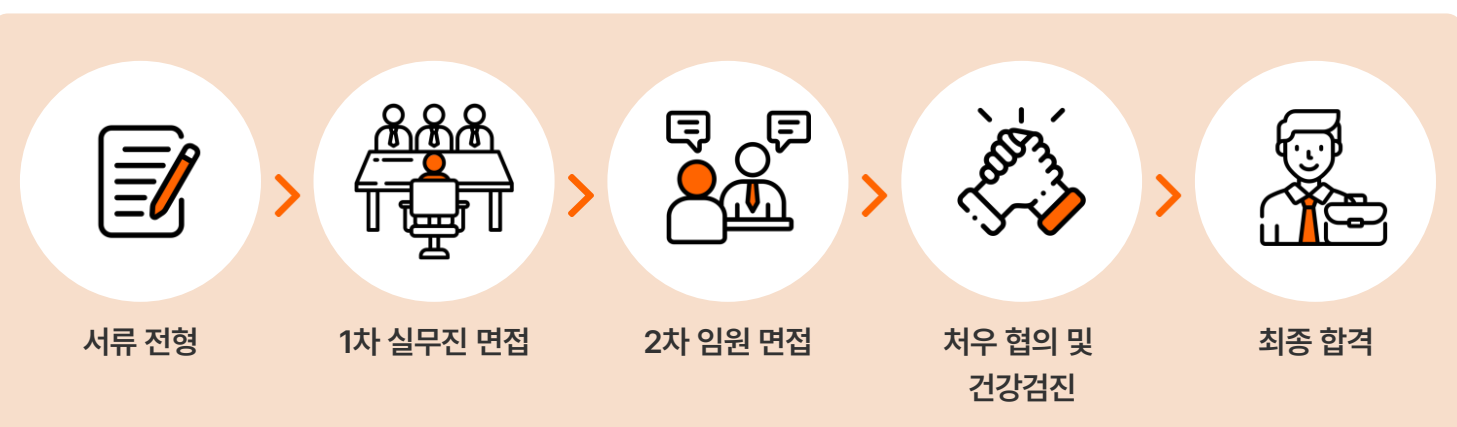 서류 전형
1차 실무진 면접
2차 임원 면접
처우 협의 및
건강검진
최종 합격